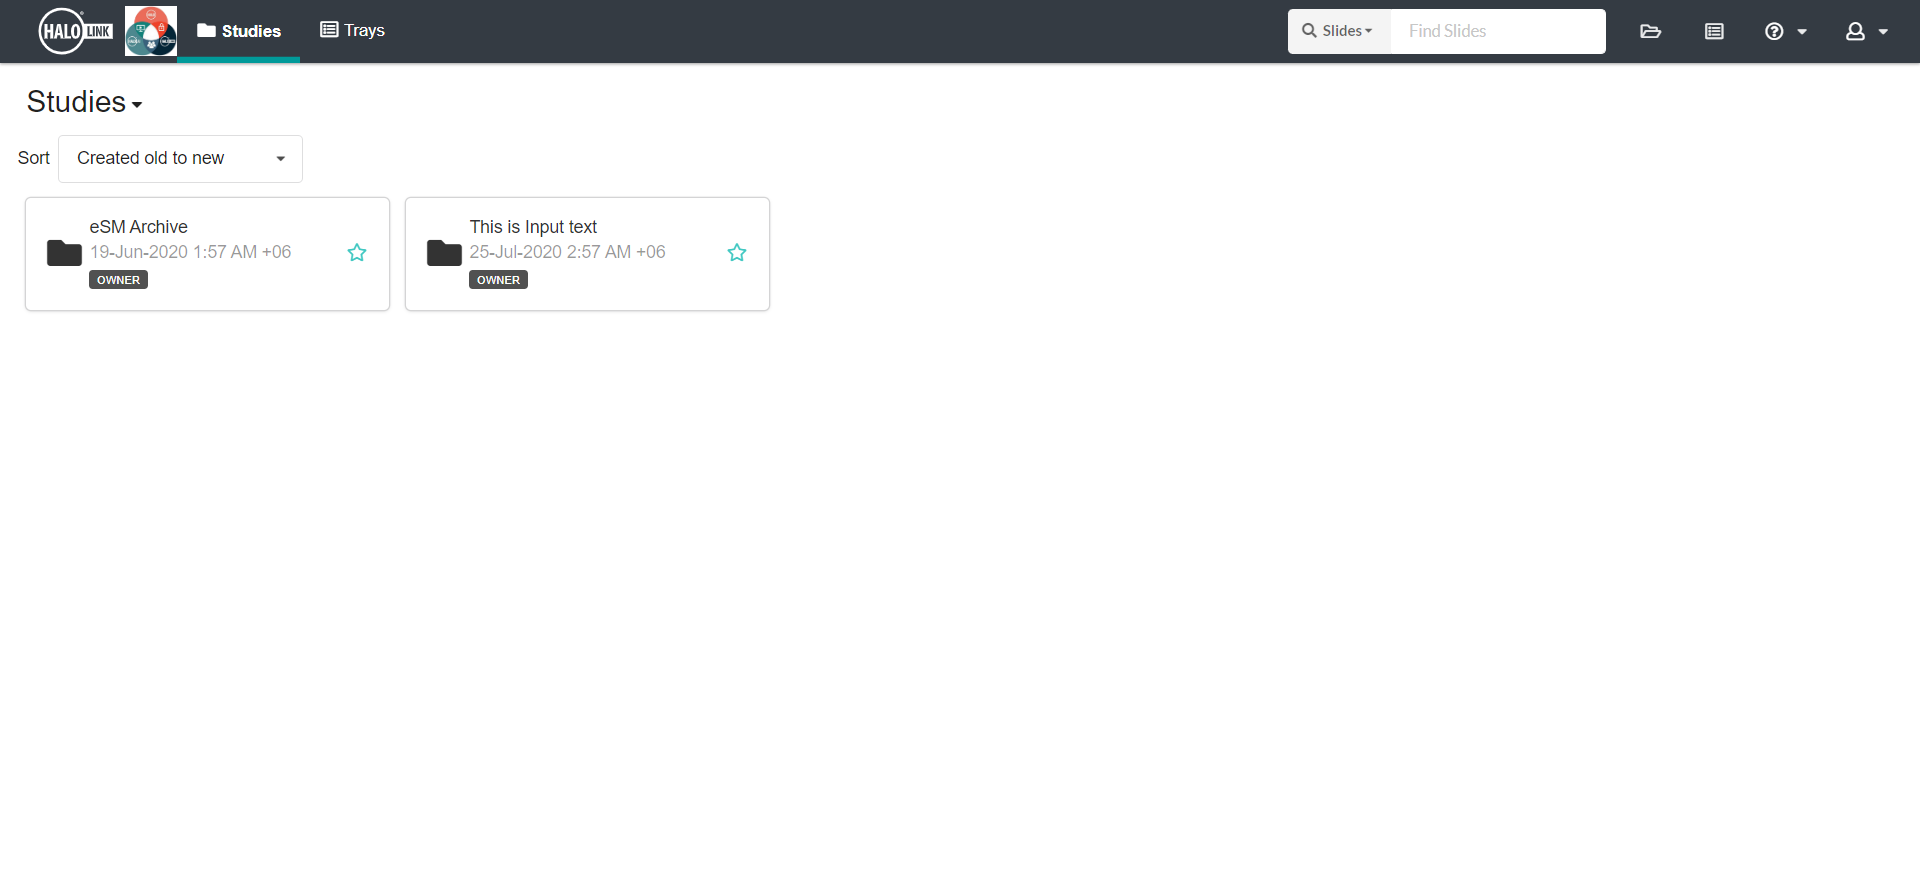 HALO LINK
Studies
Trays
Slides
Find Slides
Studies
Sort
Created old to new
eSM Archive
19-Jun-2020 1:57 AM +06
OWNER
This is Input text
25-Jul-2020 2:57 AM +06
OWNER